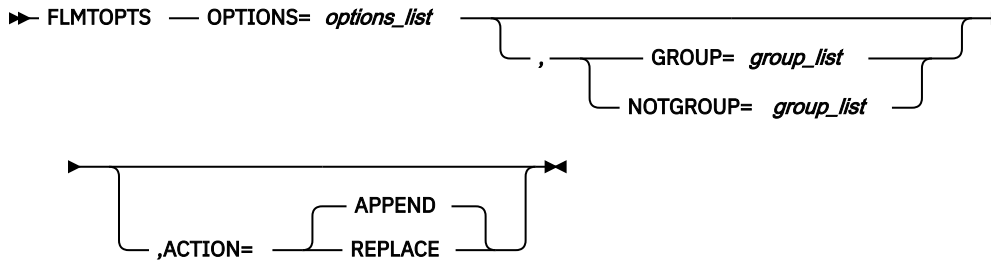 FLMTOPTS OPTIONS= options_list
, GROUP= group_list
NOTGROUP= group_list
APPEND
,ACTION= REPLACE